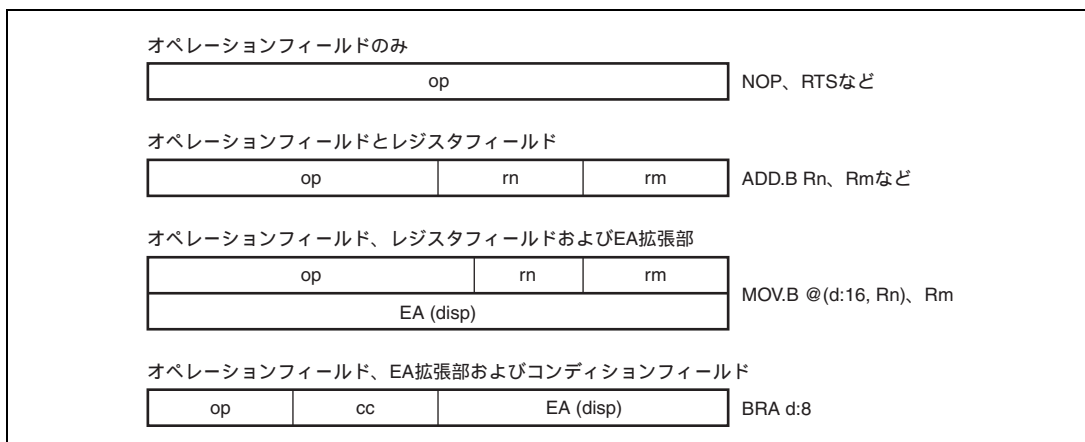 オペレーションフィールドのみ
op
NOP、RTSなど
オペレーションフィールドとレジスタフィールド
op rn rm
ADD.B Rn、Rmなど
オペレーションフィールド、レジスタフィールドおよびEA拡張部
op rn rm
EA (disp)
MOV.B @(d:16, Rn)、Rm
オペレーションフィールド、EA拡張部およびコンディションフィールド
op cc EA (disp)
BRA d:8